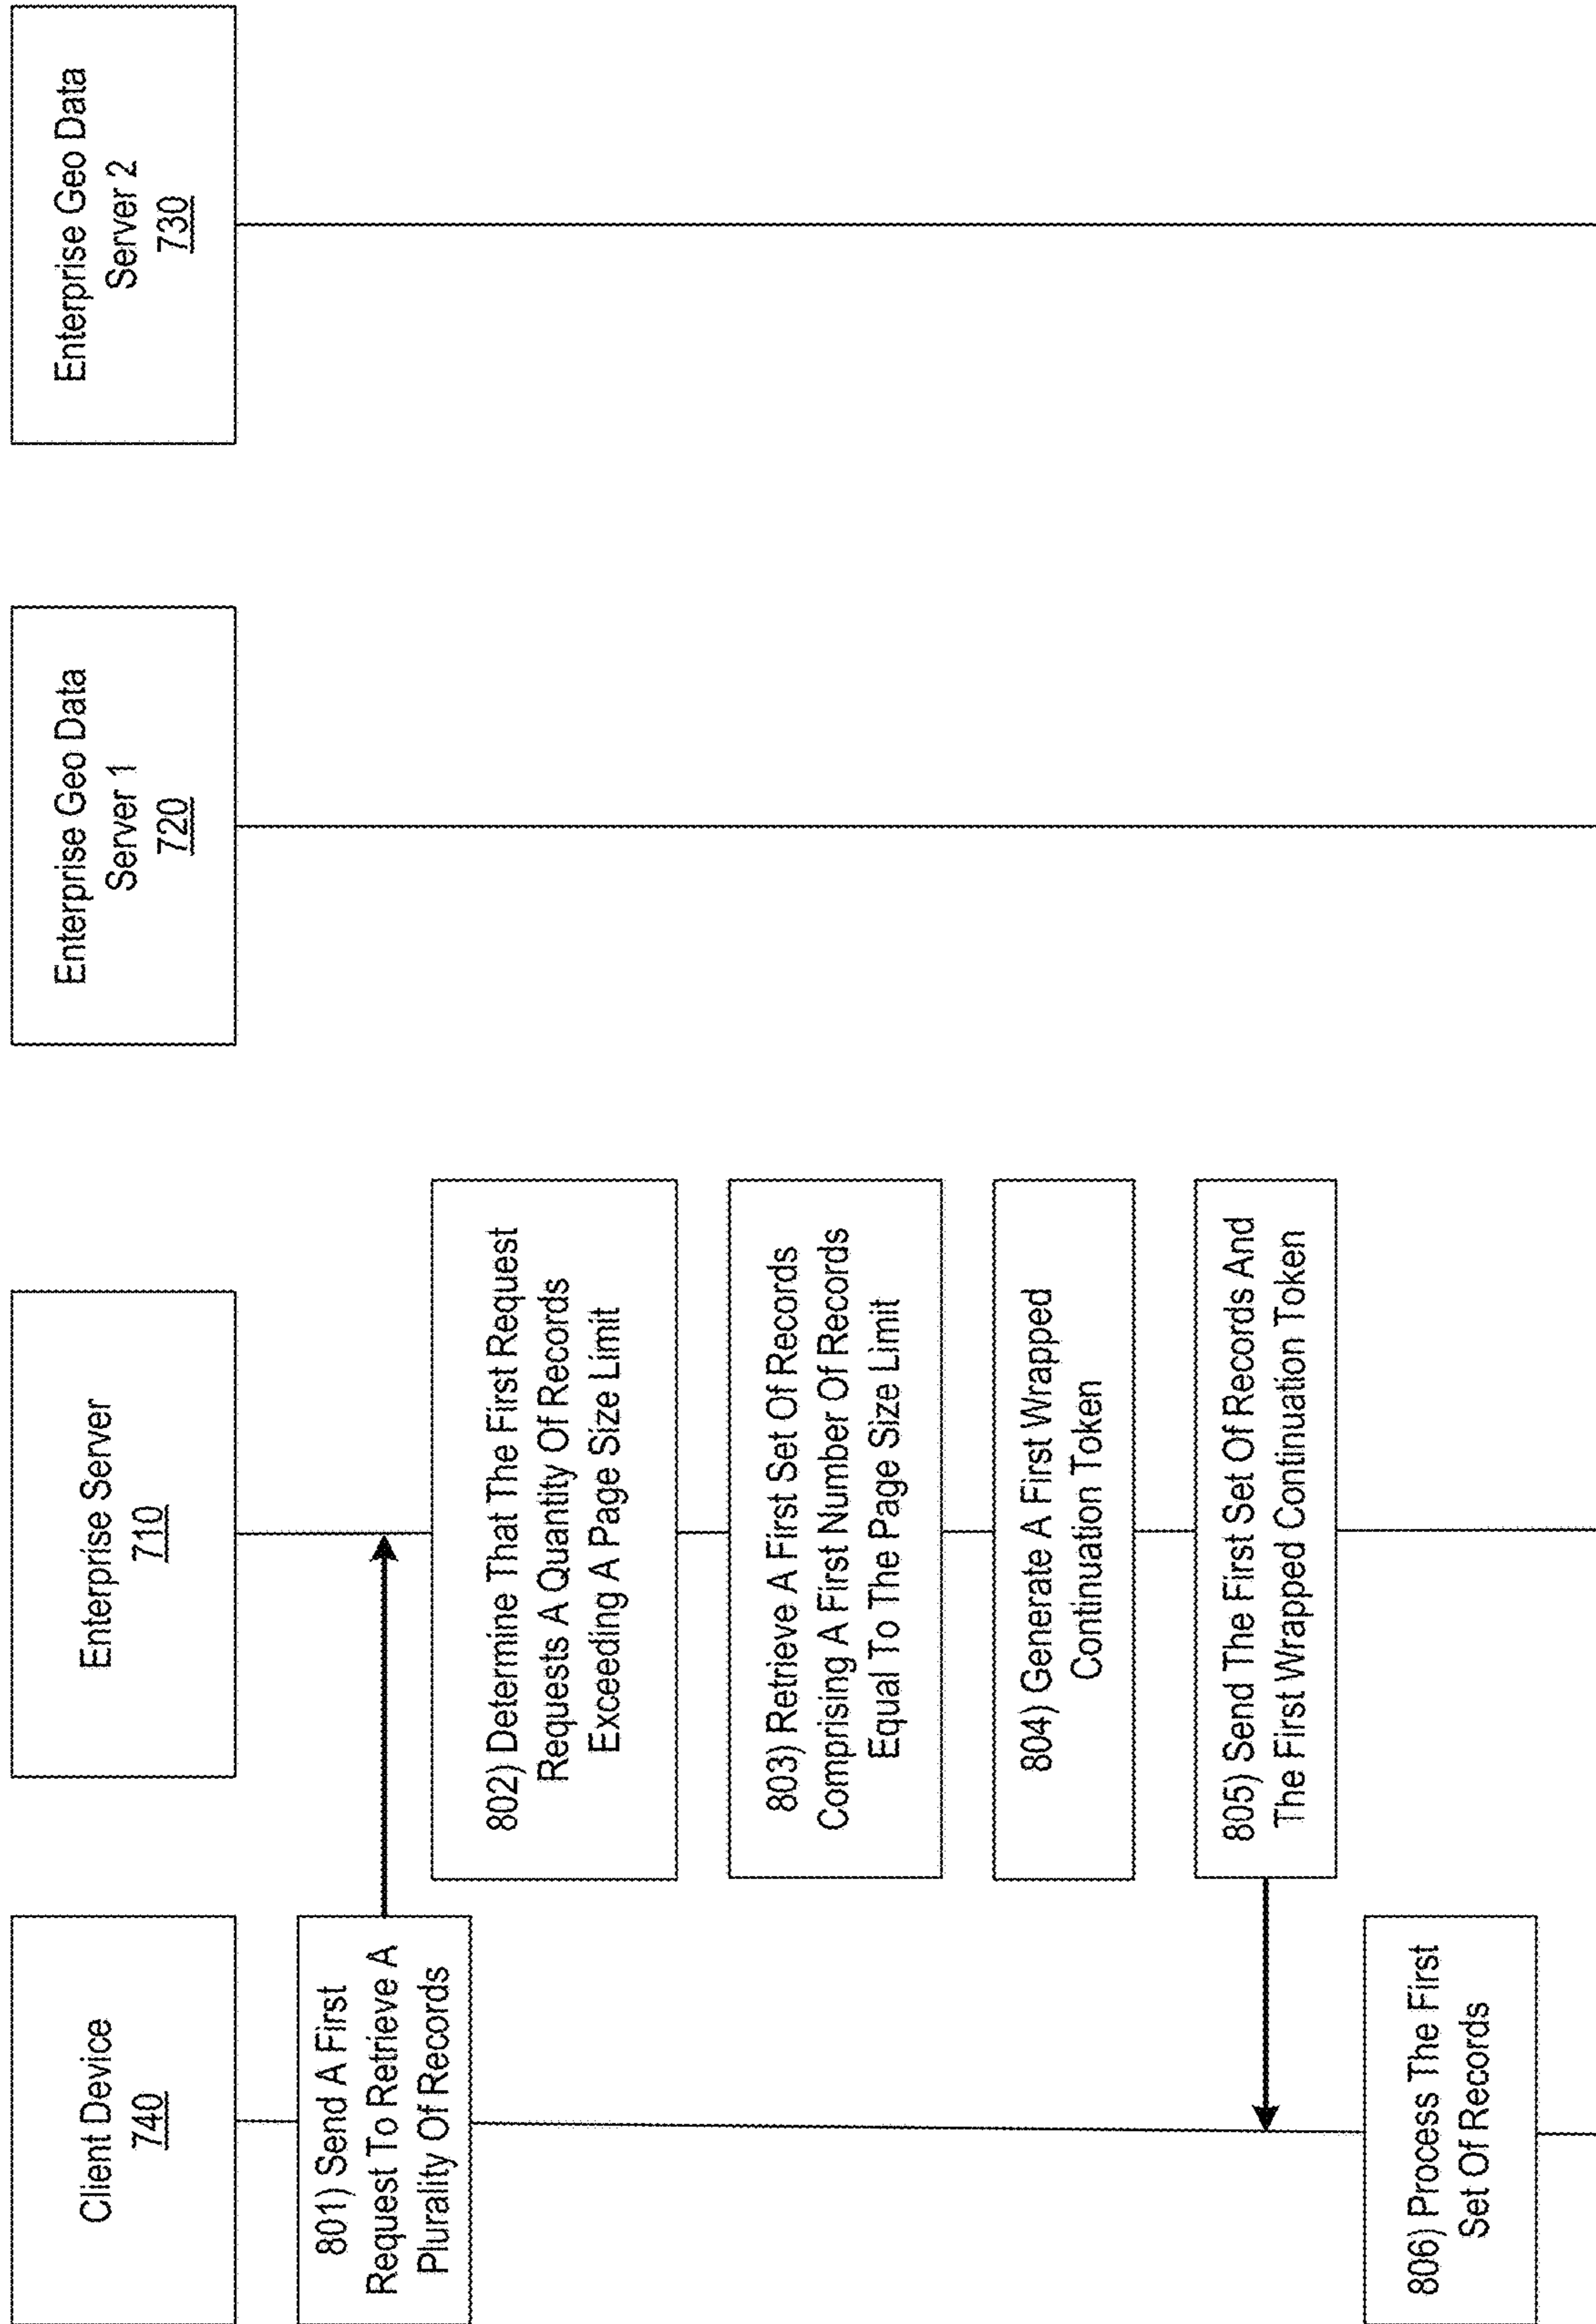 Client Device
740
Enterprise Server
710
Enterprise Geo Data
Server 1
720
Enterprise Geo Data
Server 2
730
801) Send A First
Request To Retrieve A
Plurality Of Records
802) Determine That The First Request
Requests A Quantity Of Records
Exceeding A Page Size Limit
803) Retrieve A First Set Of Records
Comprising A First Number Of Records
Equal To The Page Size Limit
804) Generate A First Wrapped
Continuation Token
805) Send The First Set Of Records And
The First Wrapped Continuation Token
806) Process The First
Set Of Records